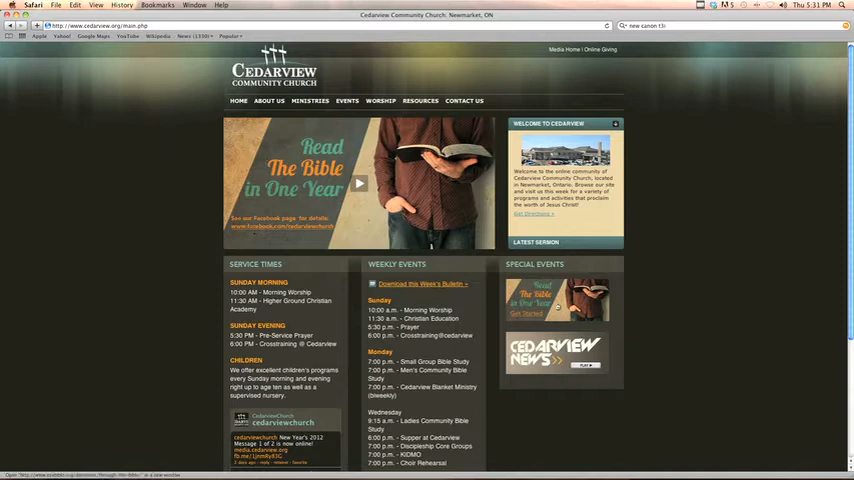 Safari File Edit View History Bookmarks Window Help
Thu 5:31 PM
Cedarview Community Church: Newmarket, ON
http://www.cedarview.org/main.php
new canon t3i
Apple Yahoo! Google Maps YouTube Wikipedia News (1330) Popular
Media Home | Online Giving
CEDARVIEW
COMMUNITY CHURCH
HOME ABOUT US MINISTRIES EVENTS WORSHIP RESOURCES CONTACT US
Read
The Bible
in One Year
See our Facebook page for details:
www.facebook.com/cedarviewchurch
WELCOME TO CEDARVIEW
Welcome to the online community of
Cedarview Community Church, located
in Newmarket, Ontario. Browse our site
and visit us this week for a variety of
programs and activities that proclaim
the worth of Jesus Christ!
Get Directions »
LATEST SERMON
SERVICE TIMES
SUNDAY MORNING
10:00 AM - Morning Worship
11:30 AM - Higher Ground Christian
Academy
SUNDAY EVENING
5:30 PM - Pre-Service Prayer
6:00 PM - Crosstraining @ Cedarview
CHILDREN
We offer excellent children's programs
every Sunday morning and evening
right up to age ten as well as a
supervised nursery.
CedarviewChurch
cedarviewchurch
cedarviewchurch New Year's 2012
Message 1 of 2 is now online!
media.cedarview.org
2 days ago · reply · retweet · favorite
WEEKLY EVENTS
Download this Week's Bulletin »
Sunday
10:00 a.m. - Morning Worship
11:30 a.m. - Christian Education
5:30 p.m. - Prayer
6:00 p.m. - Crosstraining@cedarview
Monday
7:00 p.m. - Small Group Bible Study
7:00 p.m. - Men's Community Bible
Study
7:00 p.m. - Cedarview Blanket Ministry
(biweekly)
Wednesday
9:15 a.m. - Ladies Community Bible
Study
6:00 p.m. - Supper at Cedarview
7:00 p.m. - Discipleship Core Groups
7:00 p.m. - KIDMO
7:00 p.m. - Choir Rehearsal
SPECIAL EVENTS
Read
The Bible
in One Year
Get Started
CEDARVIEW
NEWS
PLAY